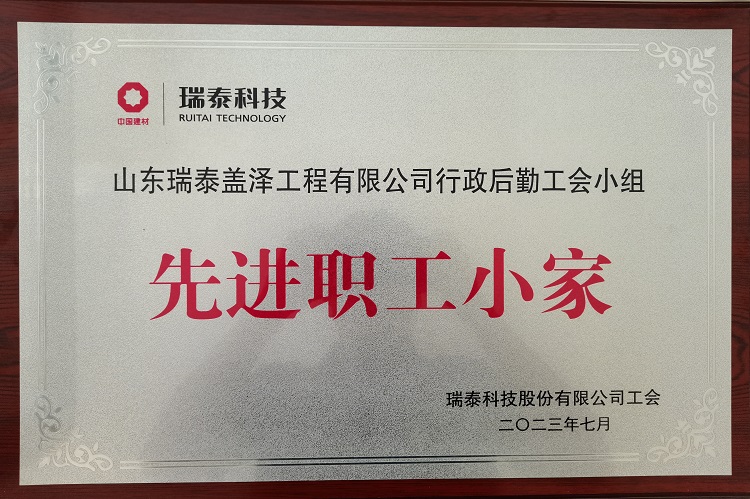 中国建材
瑞泰科技
RUITAI TECHNOLOGY
山东瑞泰盖泽工程有限公司行政后勤工会小组
先进职工小家
瑞泰科技股份有限公司工会
二〇二三年七月